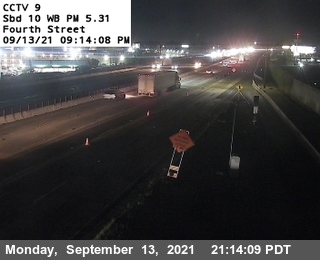 CCTV 9
Sbd 10 WB PM 5.31
Fourth Street
09/13/21 09:14:08 PM
Monday, September 13, 2021 21:14:09 PDT